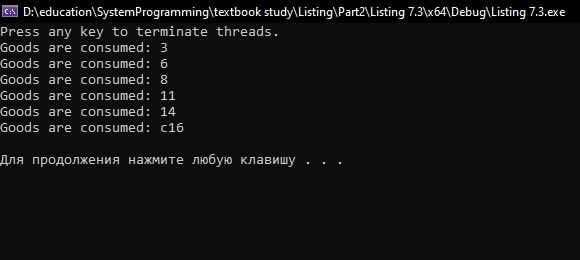 D:\education\SystemProgramming\textbook study\Listing\Part2\Listing 7.3\x64\Debug\Listing 7.3.exe
Press any key to terminate threads.
Goods are consumed: 3
Goods are consumed: 6
Goods are consumed: 8
Goods are consumed: 11
Goods are consumed: 14
Goods are consumed: c16
Для продолжения нажмите любую клавишу . . .